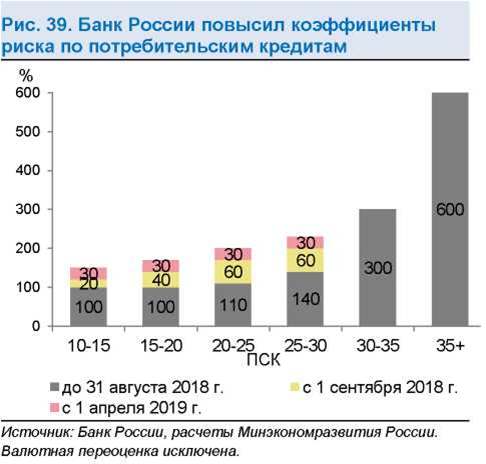 Рис. 39. Банк России повысил коэффициенты
риска по потребительским кредитам
%
600
500
400
300
200
100
0
30
20
100
30
40
100
30
60
110
30
60
140
300
600
10-15 15-20 20-25 25-30 30-35 35+
ПСК
до 31 августа 2018 г. с 1 сентября 2018 г.
с 1 апреля 2019 г.
Источник: Банк России, расчеты Минэкономразвития России.
Валютная переоценка исключена.